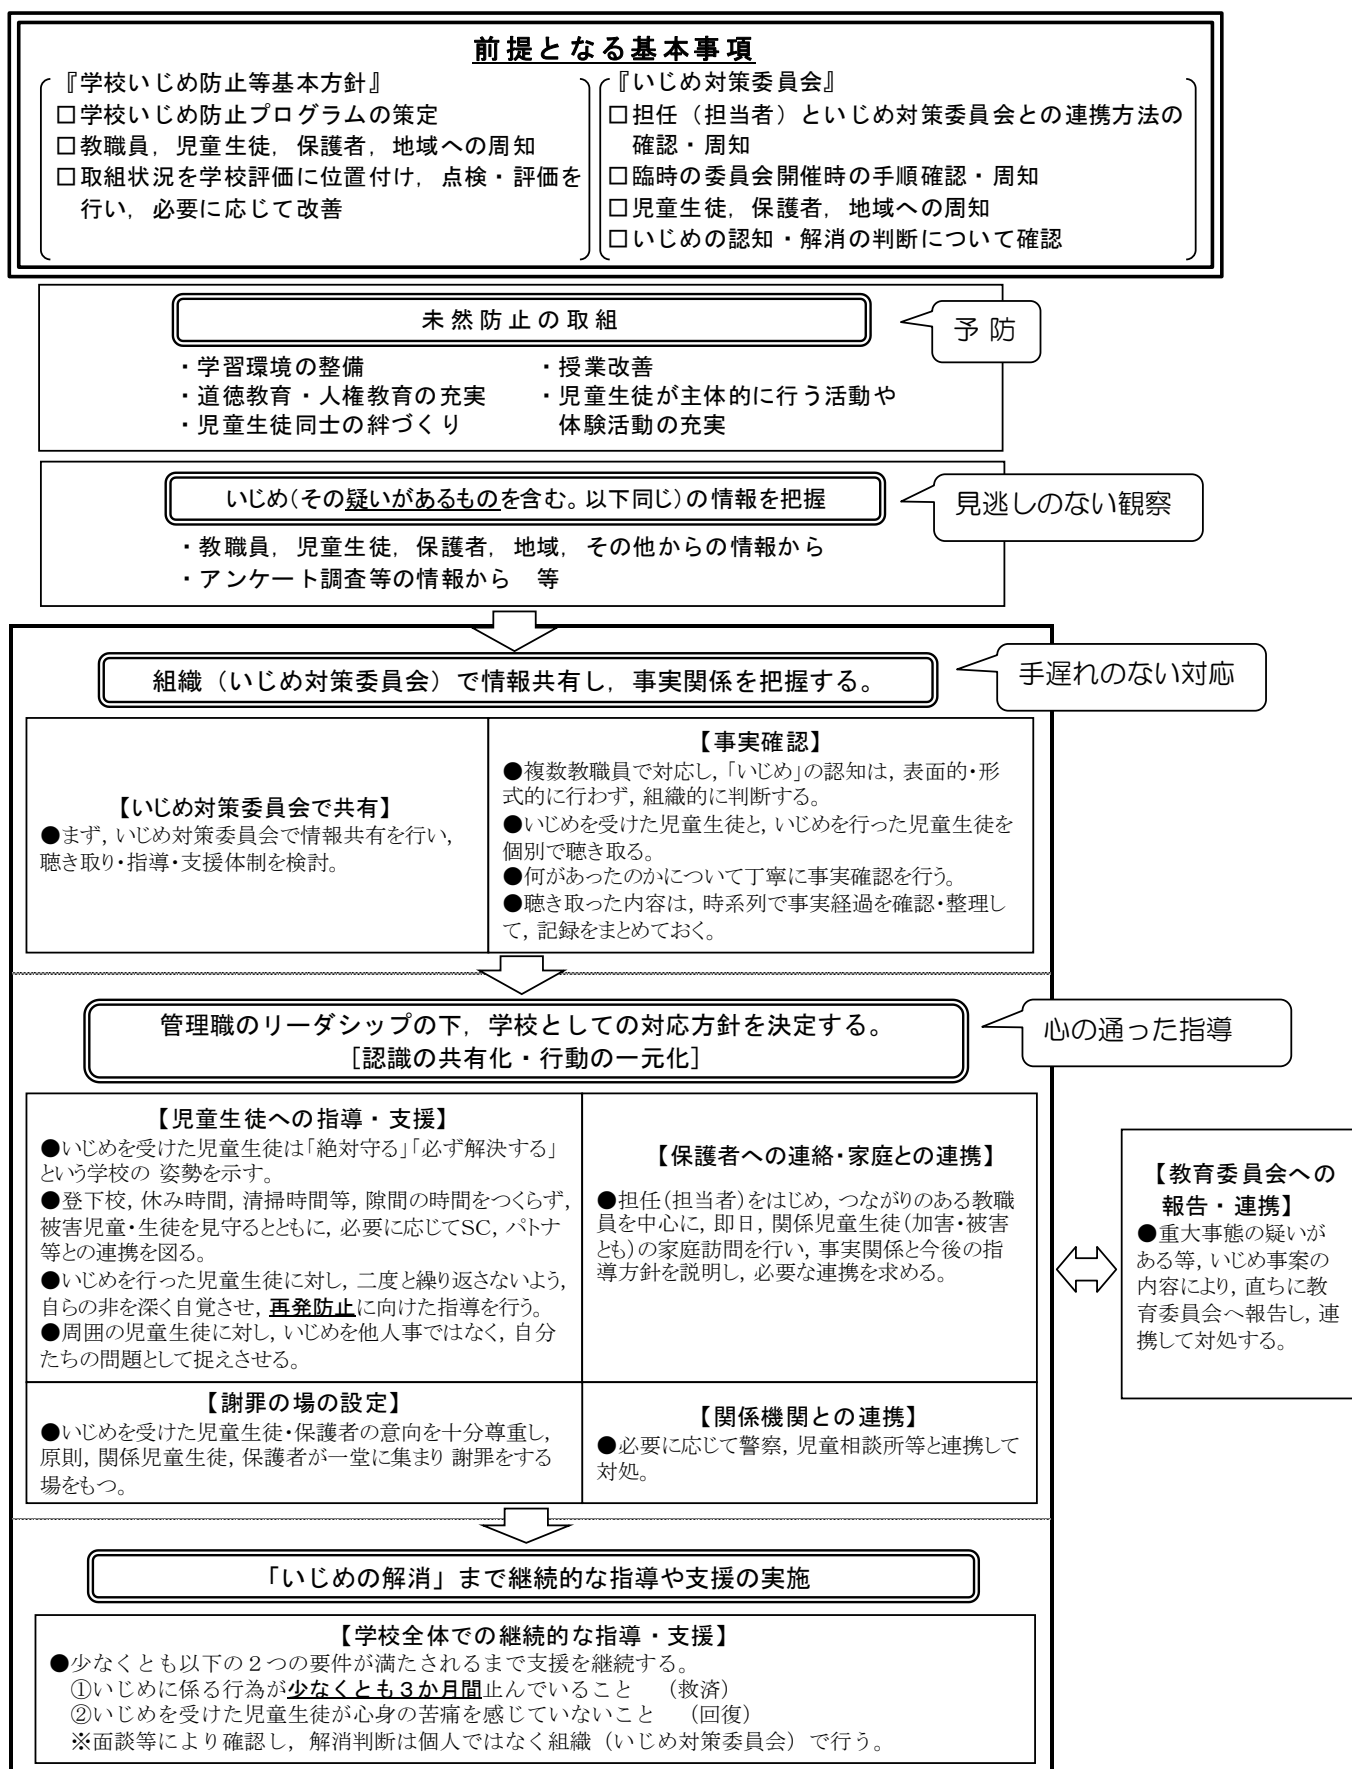 前提となる基本事項
『学校いじめ防止等基本方針』
□学校いじめ防止プログラムの策定
□教職員，児童生徒，保護者，地域への周知
□取組状況を学校評価に位置付け，点検・評価を
行い，必要に応じて改善
『いじめ対策委員会』
□担任（担当者）といじめ対策委員会との連携方法の
確認・周知
□臨時の委員会開催時の手順確認・周知
□児童生徒，保護者，地域への周知
□いじめの認知・解消の判断について確認
未然防止の取組
予 防
・学習環境の整備
・道徳教育・人権教育の充実
・児童生徒同士の絆づくり
・授業改善
・児童生徒が主体的に行う活動や
体験活動の充実
いじめ（その疑いがあるものを含む。以下同じ）の情報を把握
見逃しのない観察
・教職員，児童生徒，保護者，地域，その他からの情報から
・アンケート調査等の情報から　等
組織（いじめ対策委員会）で情報共有し，事実関係を把握する。
手遅れのない対応
【いじめ対策委員会で共有】
●まず，いじめ対策委員会で情報共有を行い，
聴き取り・指導・支援体制を検討。
【事実確認】
●複数教職員で対応し，「いじめ」の認知は，表面的・形
式的に行わず，組織的に判断する。
●いじめを受けた児童生徒と，いじめを行った児童生徒を
個別で聴き取る。
●何があったのかについて丁寧に事実確認を行う。
●聴き取った内容は，時系列で事実経過を確認・整理し
て，記録をまとめておく。
管理職のリーダシップの下，学校としての対応方針を決定する。
［認識の共有化・行動の一元化］
心の通った指導
【児童生徒への指導・支援】
●いじめを受けた児童生徒は「絶対守る」「必ず解決する」
という学校の 姿勢を示す。
●登下校，休み時間，清掃時間等，隙間の時間をつくらず，
被害児童・生徒を見守るとともに，必要に応じてSC，パトナ
等との連携を図る。
●いじめを行った児童生徒に対し，二度と繰り返さないよう，
自らの非を深く自覚させ，再発防止に向けた指導を行う。
●周囲の児童生徒に対し，いじめを他人事ではなく，自分
たちの問題として捉えさせる。
【保護者への連絡・家庭との連携】
●担任（担当者）をはじめ，つながりのある教職
員を中心に，即日，関係児童生徒（加害・被害
とも）の家庭訪問を行い，事実関係と今後の指
導方針を説明し，必要な連携を求める。
【教育委員会への
報告・連携】
●重大事態の疑いが
ある等，いじめ事案の
内容により，直ちに教
育委員会へ報告し，連
携して対処する。
【謝罪の場の設定】
●いじめを受けた児童生徒・保護者の意向を十分尊重し，
原則，関係児童生徒，保護者が一堂に集まり 謝罪をする
場をもつ。
【関係機関との連携】
●必要に応じて警察，児童相談所等と連携して
対処。
「いじめの解消」まで継続的な指導や支援の実施
【学校全体での継続的な指導・支援】
●少なくとも以下の２つの要件が満たされるまで支援を継続する。
①いじめに係る行為が少なくとも３か月間止んでいること　（救済）
②いじめを受けた児童生徒が心身の苦痛を感じていないこと　（回復）
※面談等により確認し，解消判断は個人ではなく組織（いじめ対策委員会）で行う。